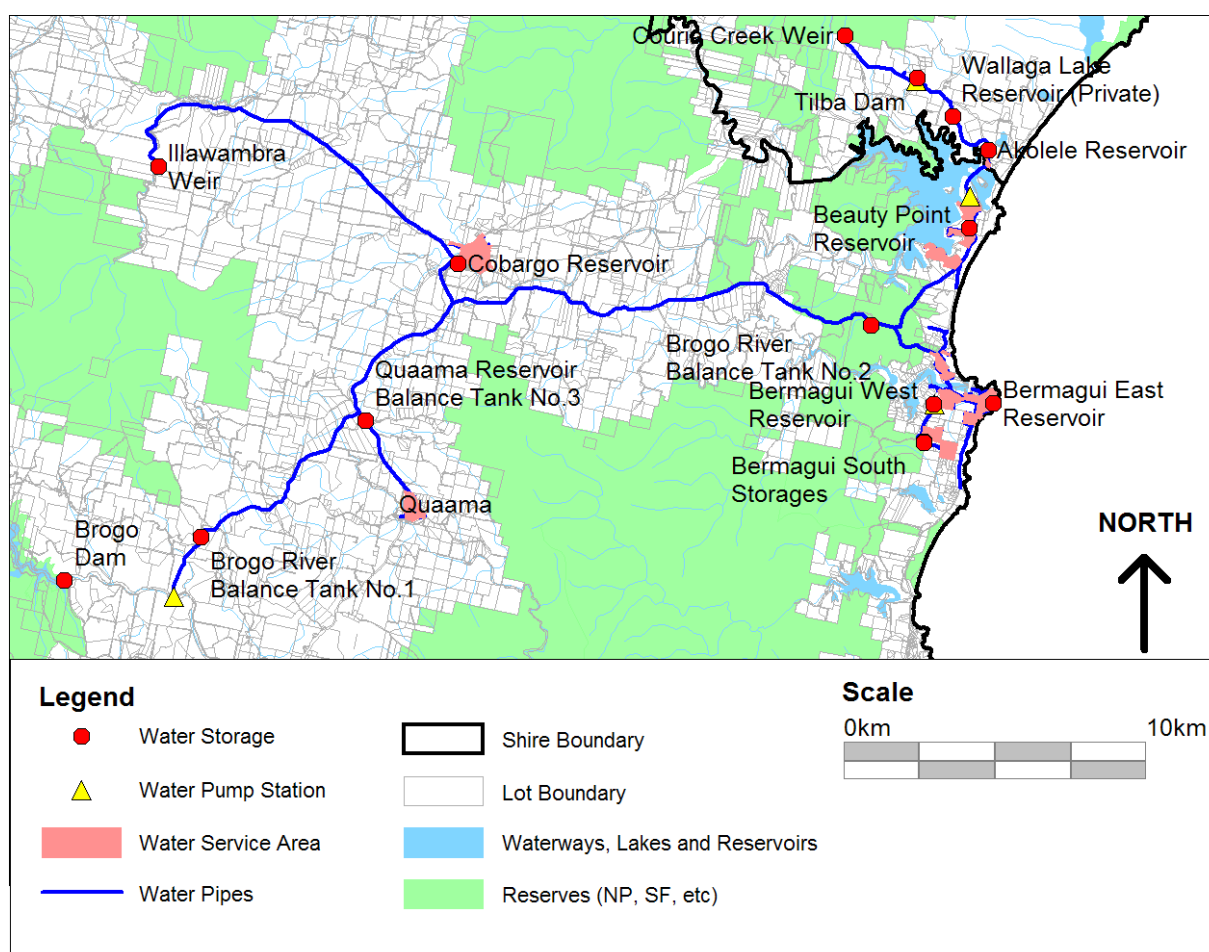 Courie Creek Weir
Wallaga Lake
Reservoir (Private)
Tilba Dam
Akolele Reservoir
Illawambra
Weir
Beauty Point
Reservoir
Cobargo Reservoir
Brogo River
Balance Tank No.2
Quaama Reservoir
Balance Tank No.3
Bermagui West
Reservoir
Bermagui East
Reservoir
Bermagui South
Storages
Quaama
Brogo
Dam
Brogo River
Balance Tank No.1
NORTH
Legend
Water Storage
Water Pump Station
Water Service Area
Water Pipes
Shire Boundary
Lot Boundary
Waterways, Lakes and Reservoirs
Reserves (NP, SF, etc)
Scale
0km 10km